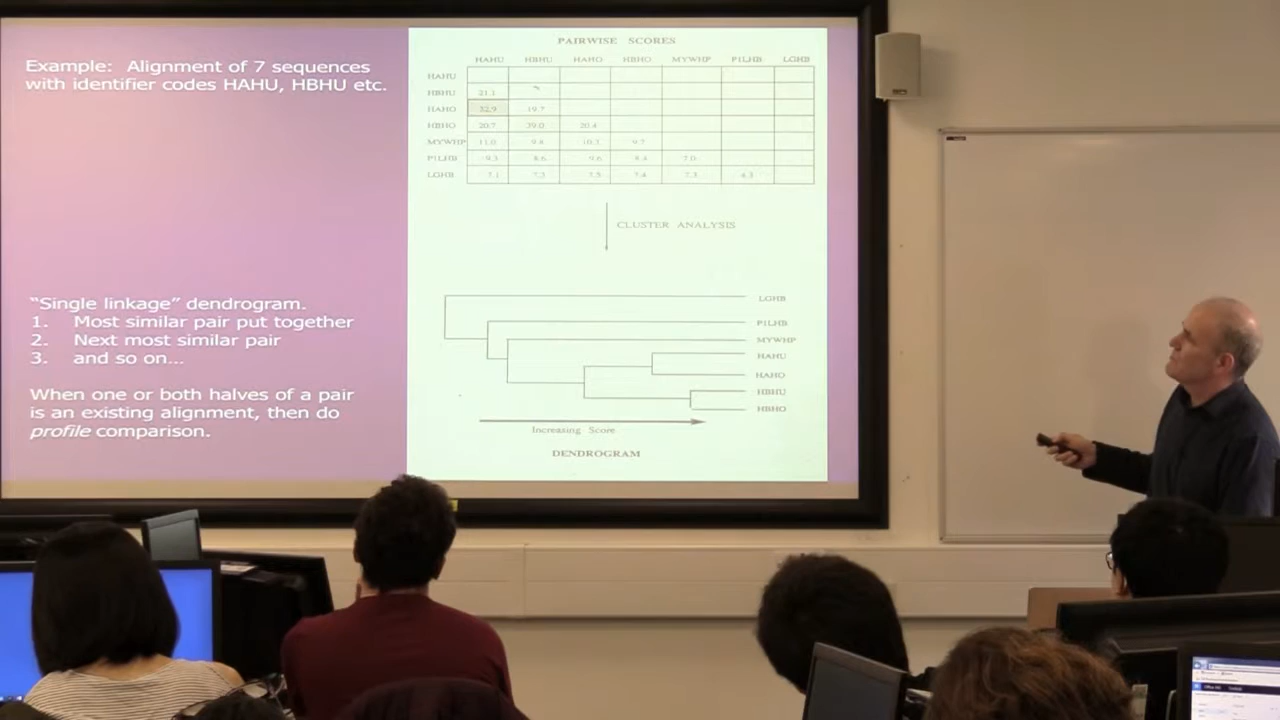 Example: Alignment of 7 sequences
with identifier codes HAHU, HBHU etc.
"Single linkage" dendrogram.
1. Most similar pair put together
2. Next most similar pair
3. and so on...
When one or both halves of a pair
is an existing alignment, then do
profile comparison.
PAIRWISE SCORES
HAHU HBHU HAHO HBHO MYWHP P1LHB LGHB
HAHU
HBHU 21.1
HAHO 32.9 19.7
HBHO 20.7 39.0 20.4
MYWHP 11.0 9.8 10.3 9.7
P1LHB 9.3 8.6 9.6 8.4 7.0
LGHB 7.1 7.3 7.5 7.4 7.3 4.3
CLUSTER ANALYSIS
LGHB
P1LHB
MYWHP
HAHU
HAHO
HBHU
HBHO
Increasing Score
DENDROGRAM